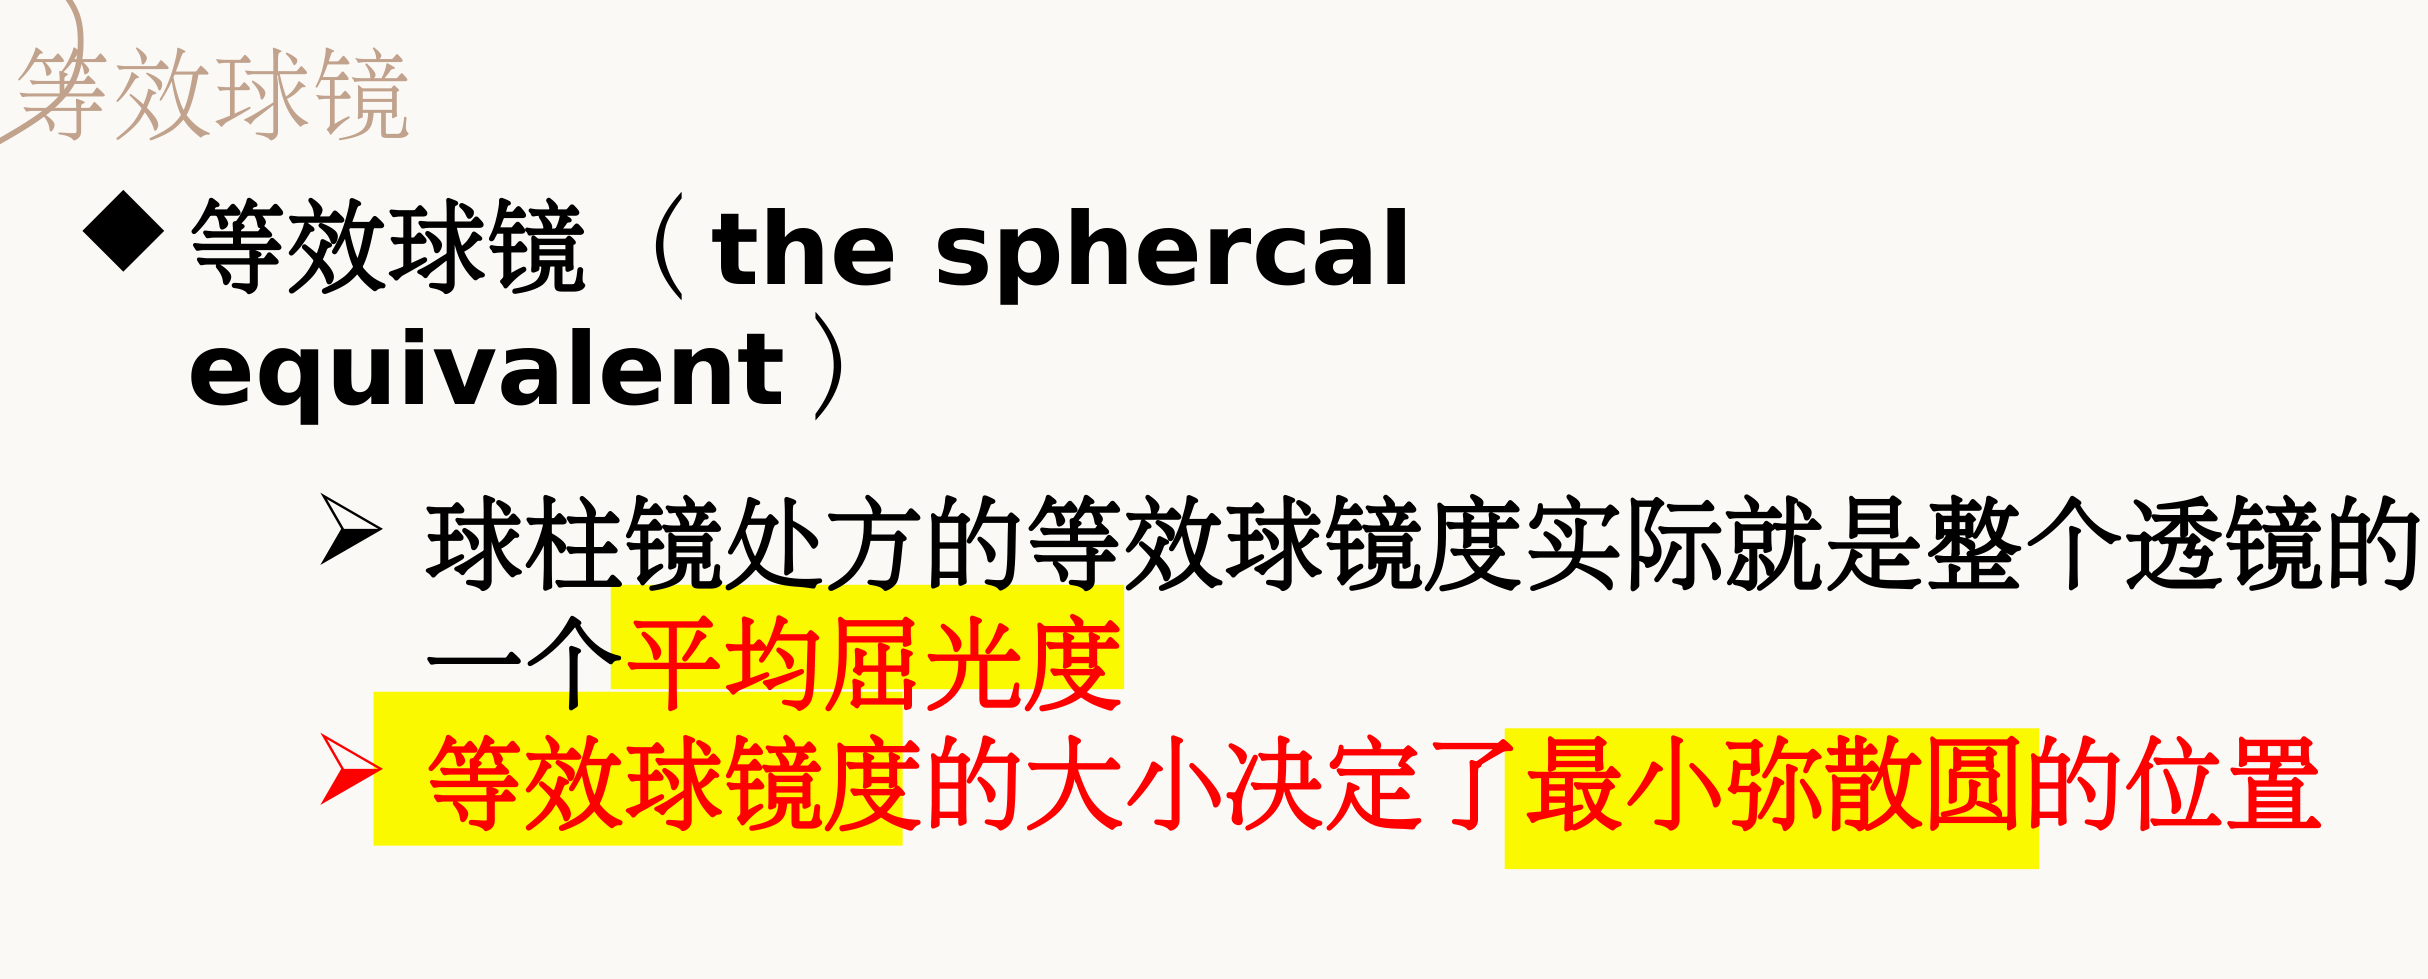 等效球镜
◆等效球镜（the sphercal
equivalent）
➢ 球柱镜处方的等效球镜度实际就是整个透镜的
一个平均屈光度
➢ 等效球镜度的大小决定了最小弥散圆的位置